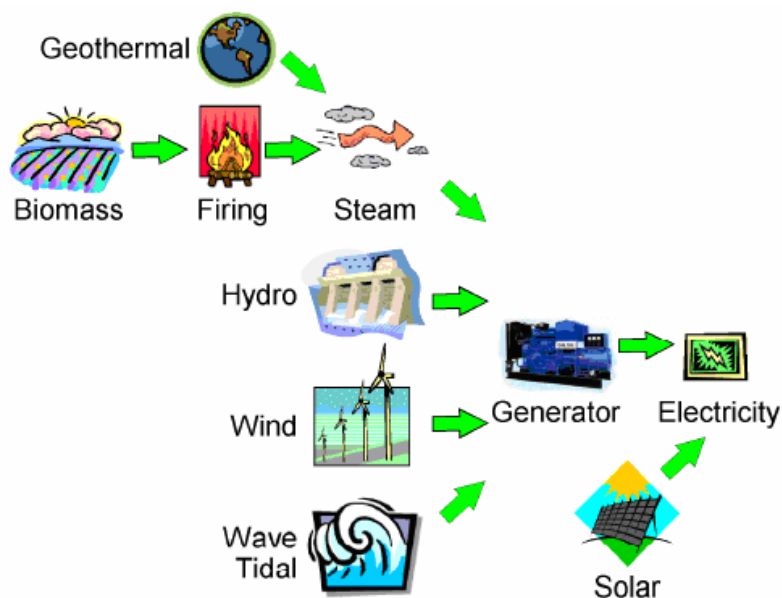 Geothermal
Biomass
Firing
Steam
Hydro
Generator
Electricity
Wind
Wave
Tidal
Solar